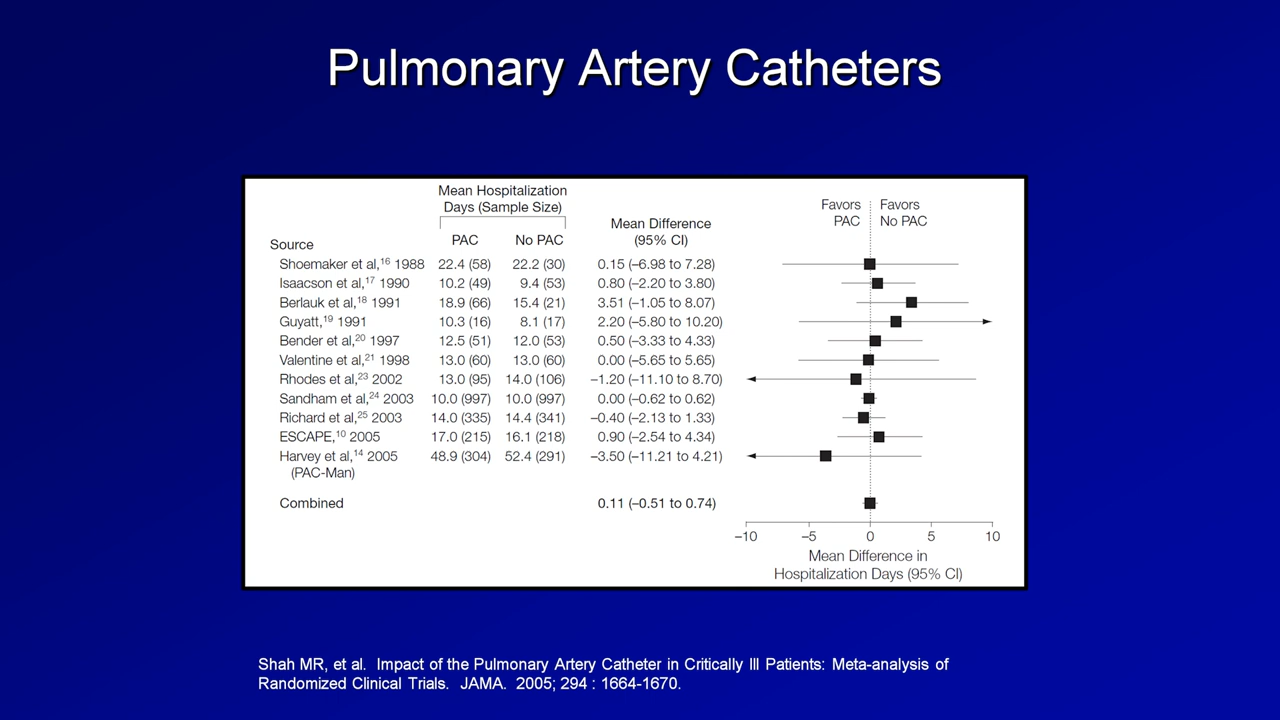 Pulmonary Artery Catheters
Mean Hospitalization
Days (Sample Size)
Mean Difference
(95% CI)
Favors PAC
Favors No PAC
Source PAC No PAC
Shoemaker et al,16 1988 22.4 (58) 22.2 (30) 0.15 (–6.98 to 7.28)
Isaacson et al,17 1990 10.2 (49) 9.4 (53) 0.80 (–2.20 to 3.80)
Berlauk et al,18 1991 18.9 (66) 15.4 (21) 3.51 (–1.05 to 8.07)
Guyatt,19 1991 10.3 (16) 8.1 (17) 2.20 (–5.80 to 10.20)
Bender et al,20 1997 12.5 (51) 12.0 (53) 0.50 (–3.33 to 4.33)
Valentine et al,21 1998 13.0 (60) 13.0 (60) 0.00 (–5.65 to 5.65)
Rhodes et al,23 2002 13.0 (95) 14.0 (106) –1.20 (–11.10 to 8.70)
Sandham et al,24 2003 10.0 (997) 10.0 (997) 0.00 (–0.62 to 0.62)
Richard et al,25 2003 14.0 (335) 14.4 (341) –0.40 (–2.13 to 1.33)
ESCAPE,10 2005 17.0 (215) 16.1 (218) 0.90 (–2.54 to 4.34)
Harvey et al,14 2005 48.9 (304) 52.4 (291) –3.50 (–11.21 to 4.21)
(PAC-Man)
Combined 0.11 (–0.51 to 0.74)
–10 –5 0 5 10
Mean Difference in
Hospitalization Days (95% CI)
Shah MR, et al. Impact of the Pulmonary Artery Catheter in Critically Ill Patients: Meta-analysis of
Randomized Clinical Trials. JAMA. 2005; 294 : 1664-1670.